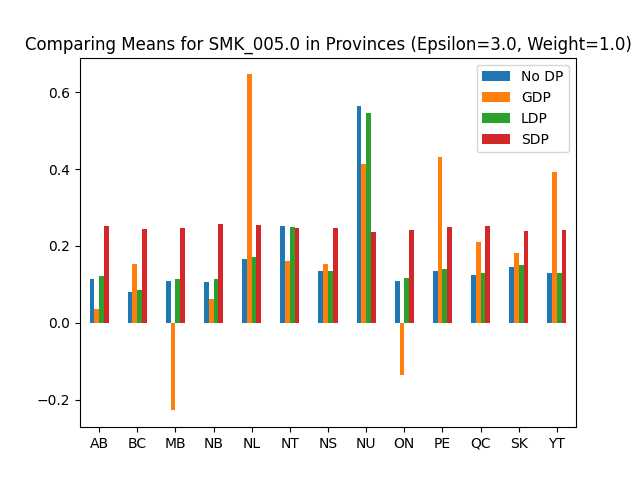 Comparing Means for SMK_005.0 in Provinces (Epsilon=3.0, Weight=1.0)
No DP
GDP
LDP
SDP
0.6
0.4
0.2
0.0
−0.2
AB BC MB NB NL NT NS NU ON PE QC SK YT